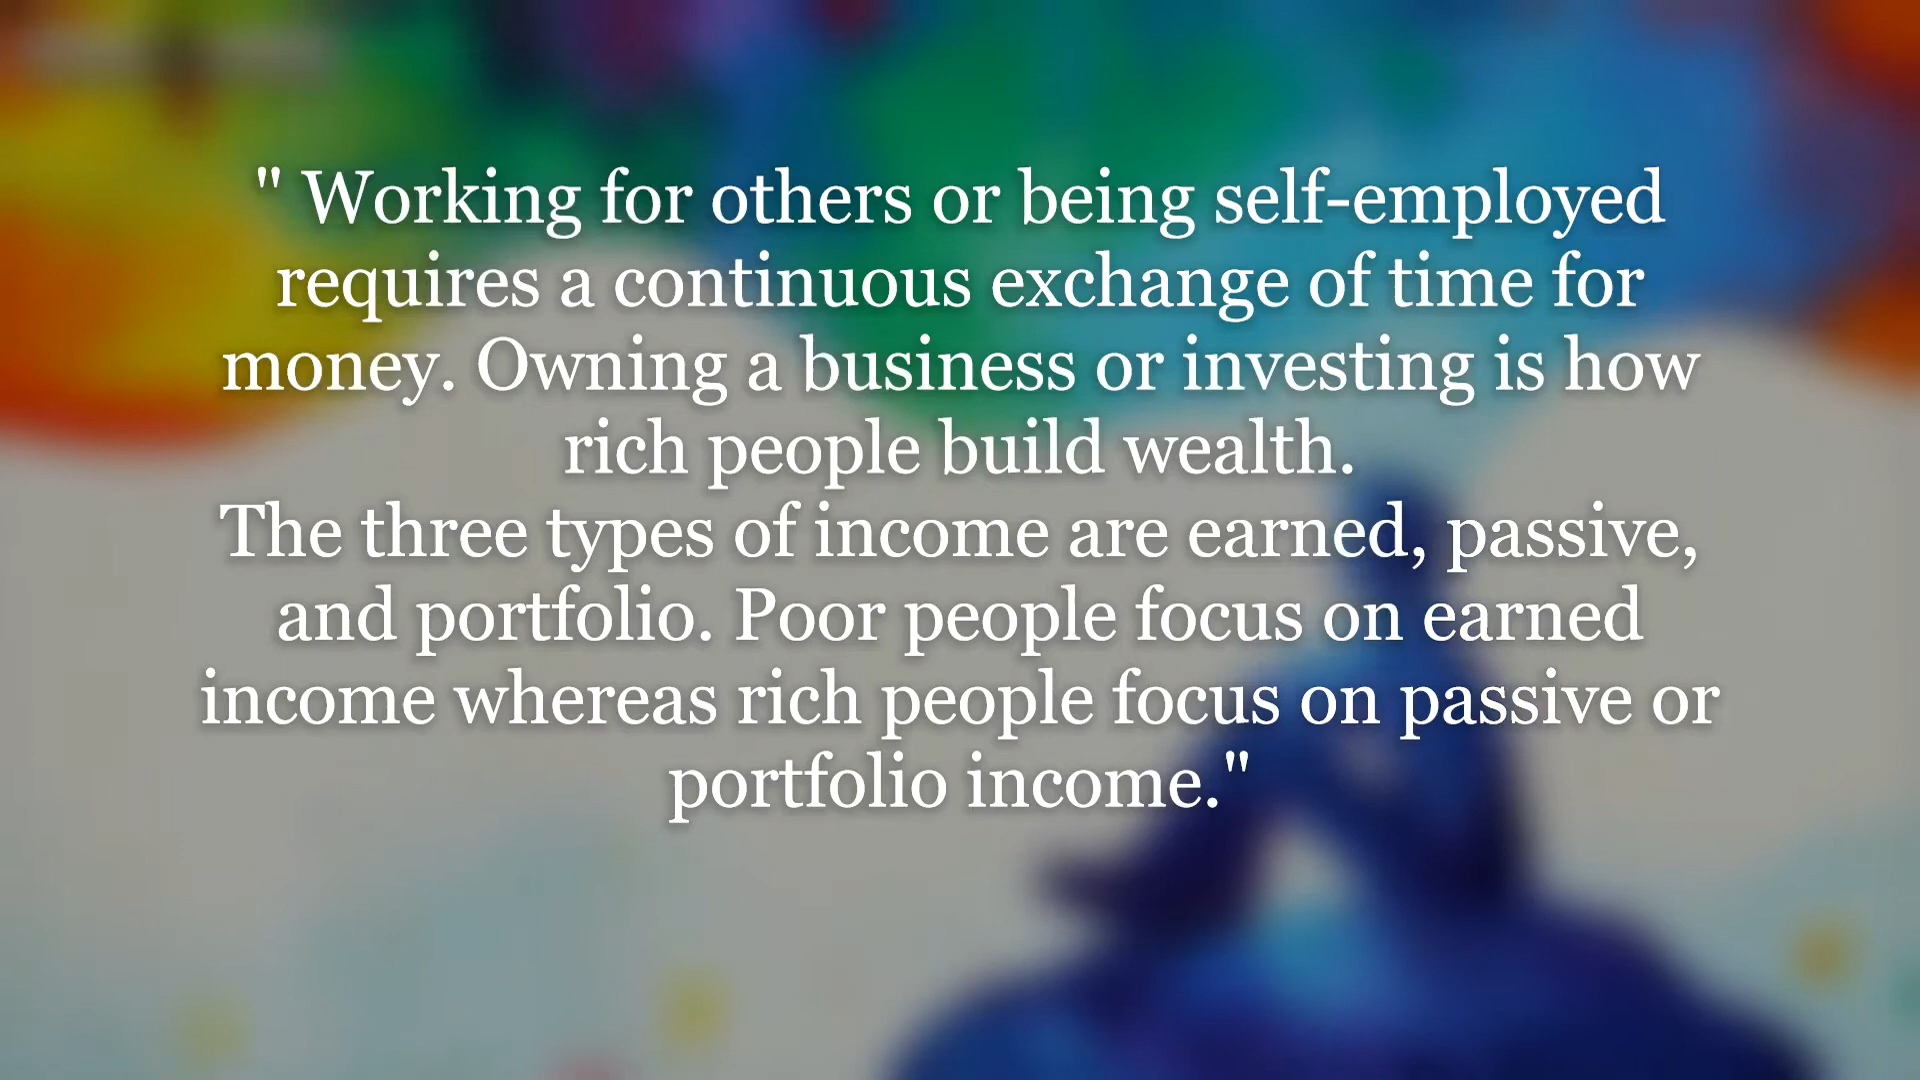 " Working for others or being self-employed
requires a continuous exchange of time for
money. Owning a business or investing is how
rich people build wealth.
The three types of income are earned, passive,
and portfolio. Poor people focus on earned
income whereas rich people focus on passive or
portfolio income."